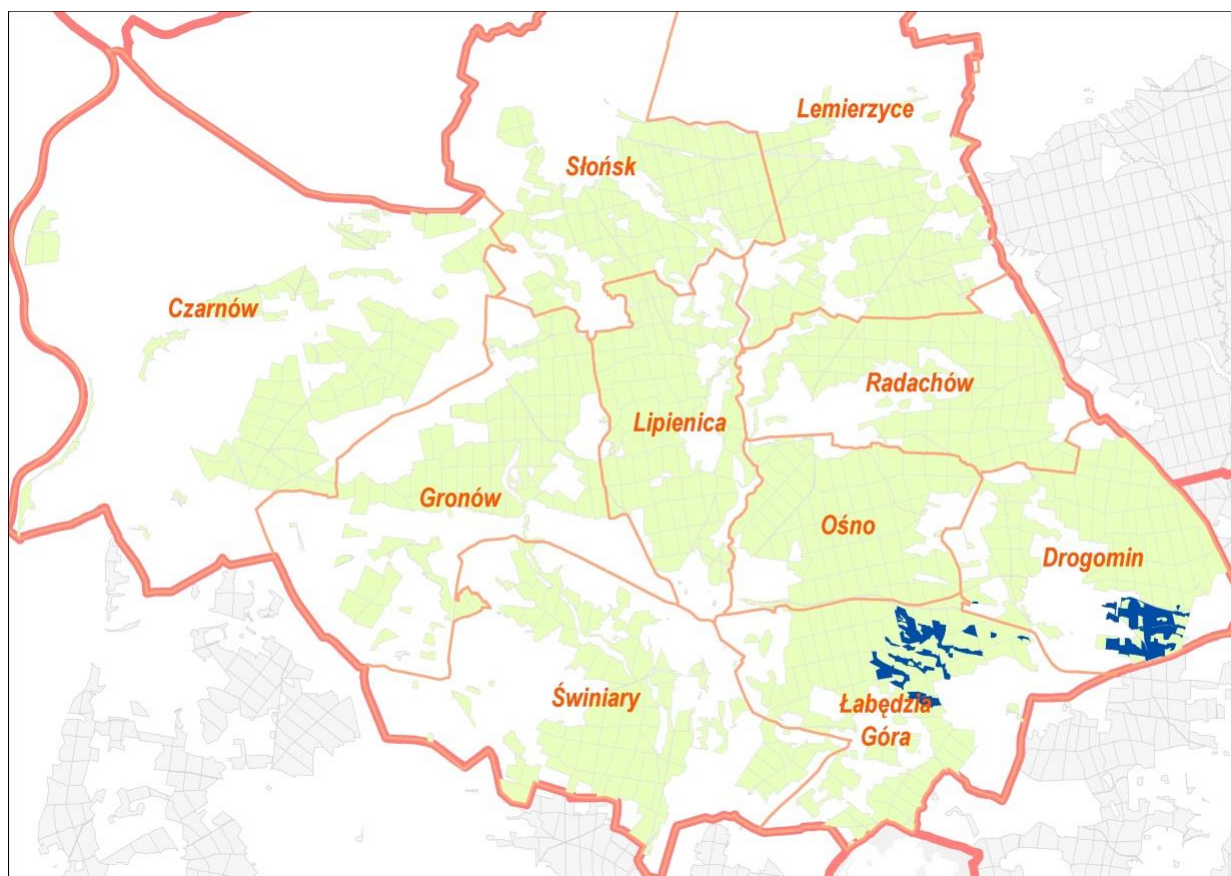 Lemierzyce
Słońsk
Czarnów
Radachów
Lipienica
Gronów
Ośno
Drogomin
Świniary
Łabędzia
Góra